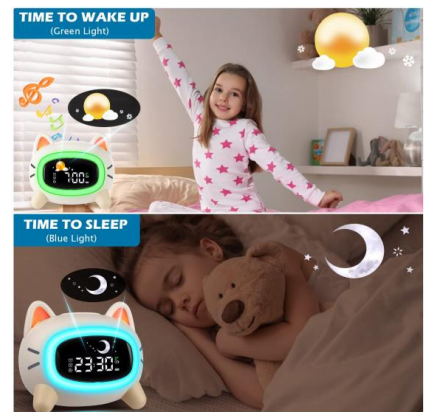 TIME TO WAKE UP
(Green Light)
7:00
TIME TO SLEEP
(Blue Light)
23:30